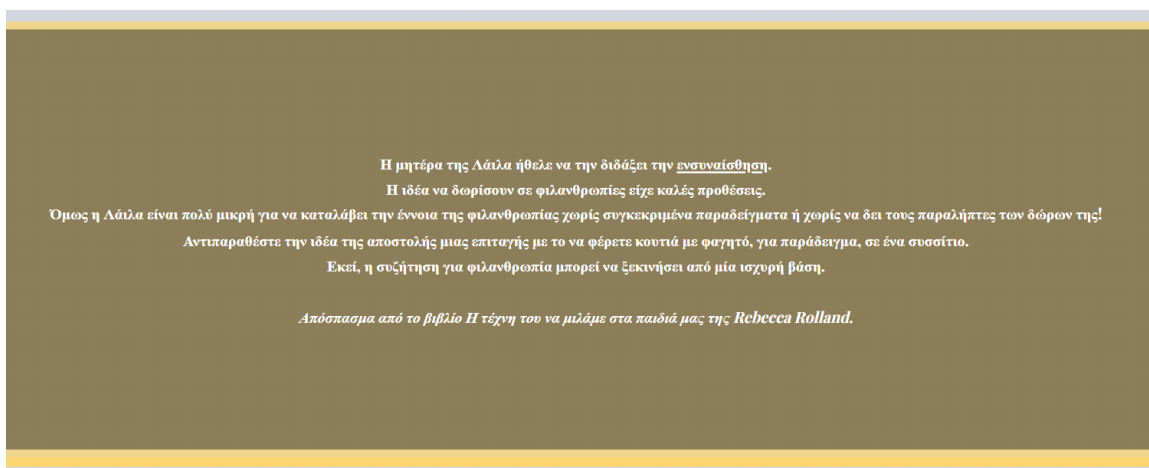 Η μητέρα της Λάιλα ήθελε να την διδάξει την ενσυναίσθηση.
Η ιδέα να δωρίσουν σε φιλανθρωπίες είχε καλές προθέσεις.
Όμως η Λάιλα είναι πολύ μικρή για να καταλάβει την έννοια της φιλανθρωπίας χωρίς συγκεκριμένα παραδείγματα ή χωρίς να δει τους παραλήπτες των δώρων της!
Αντιπαραθέστε την ιδέα της αποστολής μιας επιταγής με το να φέρετε κουτιά με φαγητό, για παράδειγμα, σε ένα συσσίτιο.
Εκεί, η συζήτηση για φιλανθρωπία μπορεί να ξεκινήσει από μία ισχυρή βάση.
Απόσπασμα από το βιβλίο Η τέχνη του να μιλάμε στα παιδιά μας της Rebecca Rolland.